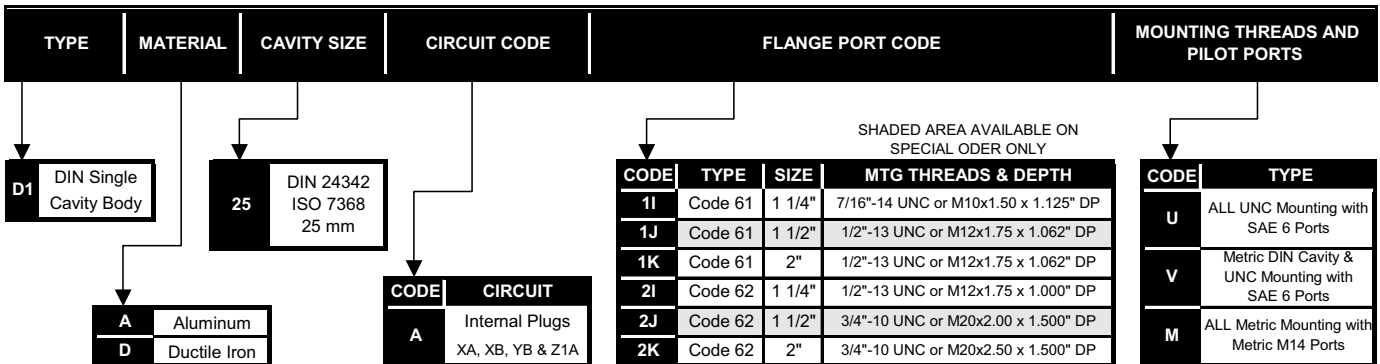 TYPE MATERIAL CAVITY SIZE CIRCUIT CODE FLANGE PORT CODE MOUNTING THREADS AND
PILOT PORTS
D1 DIN Single
Cavity Body
A Aluminum
D Ductile Iron
25 DIN 24342
ISO 7368
25 mm
CODE CIRCUIT
A Internal Plugs
XA, XB, YB & Z1A
SHADED AREA AVAILABLE ON
SPECIAL ODER ONLY
CODE TYPE SIZE MTG THREADS & DEPTH
1I Code 61 1 1/4" 7/16"-14 UNC or M10x1.50 x 1.125" DP
1J Code 61 1 1/2" 1/2"-13 UNC or M12x1.75 x 1.062" DP
1K Code 61 2" 1/2"-13 UNC or M12x1.75 x 1.062" DP
2I Code 62 1 1/4" 1/2"-13 UNC or M12x1.75 x 1.000" DP
2J Code 62 1 1/2" 3/4"-10 UNC or M20x2.00 x 1.500" DP
2K Code 62 2" 3/4"-10 UNC or M20x2.50 x 1.500" DP
CODE TYPE
U ALL UNC Mounting with
SAE 6 Ports
V Metric DIN Cavity &
UNC Mounting with
SAE 6 Ports
M ALL Metric Mounting with
Metric M14 Ports